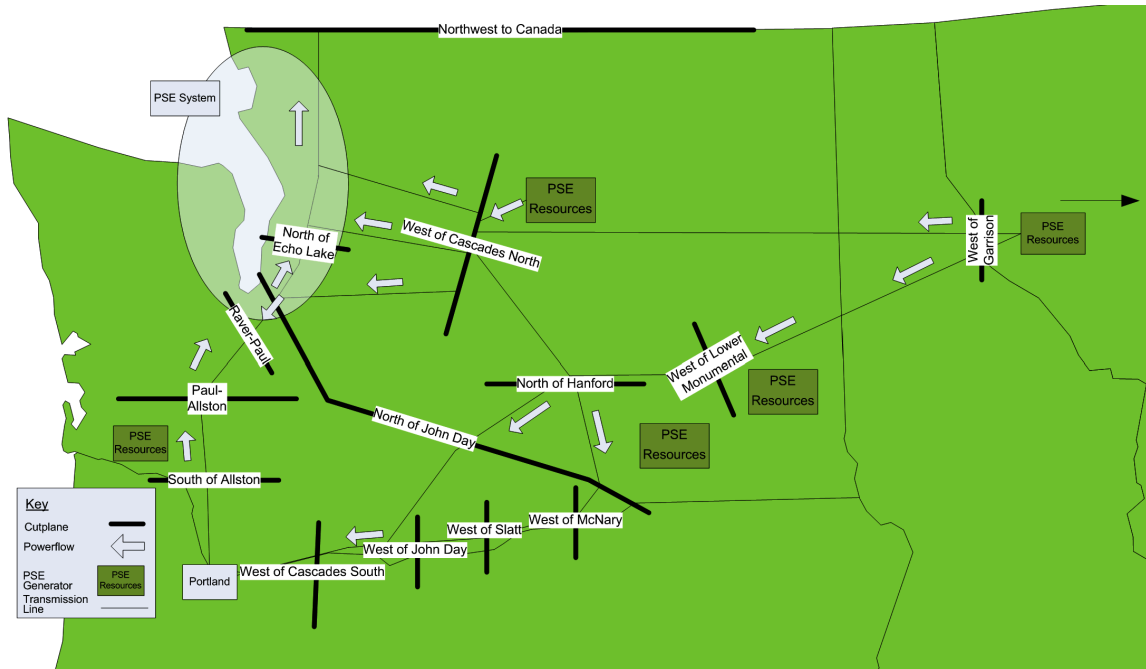 Northwest to Canada
PSE System
PSE
Resources
West of Cascades North
North of
Echo Lake
West of
Garrison
PSE
Resources
Raver-Paul
West of Lower
Monumental
North of Hanford
PSE
Resources
Paul-
Allston
North of John Day
PSE
Resources
PSE
Resources
South of Allston
West of McNary
West of Slatt
West of John Day
West of Cascades South
Portland
Key
Cutplane
Powerflow
PSE
Generator
PSE
Resources
Transmission
Line